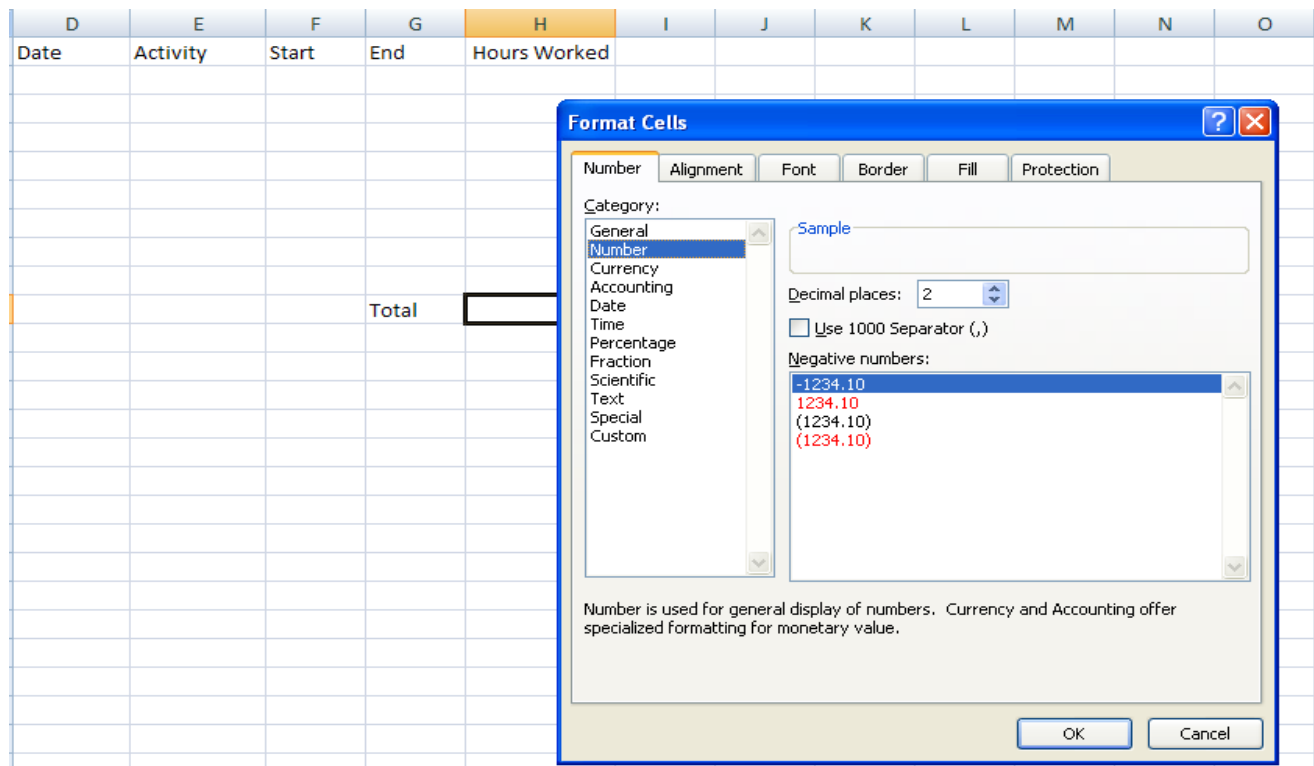 D E F G H I J K L M N O
Date Activity Start End Hours Worked
Format Cells
?
Number Alignment Font Border Fill Protection
Category:
General
Number
Currency
Accounting
Date
Time
Percentage
Fraction
Scientific
Text
Special
Custom
Sample
Decimal places: 2
Use 1000 Separator (,)
Negative numbers:
-1234.10
1234.10
(1234.10)
(1234.10)
Total
Number is used for general display of numbers. Currency and Accounting offer
specialized formatting for monetary value.
OK Cancel